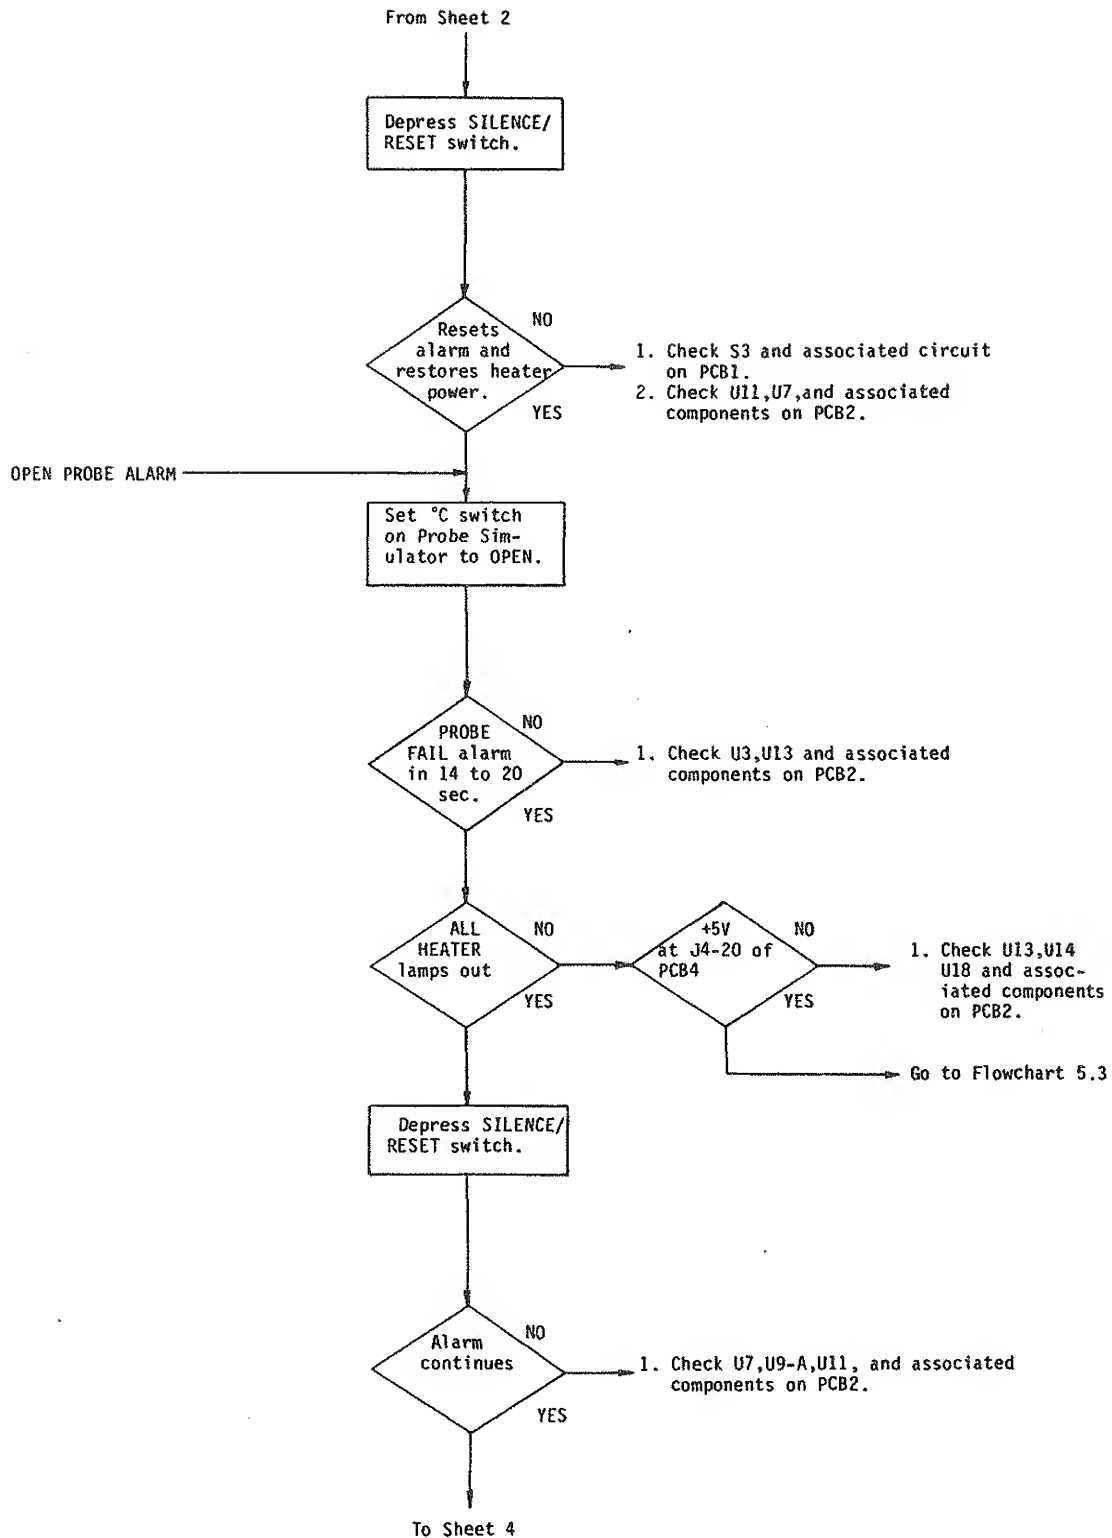 From Sheet 2
Depress SILENCE/
RESET switch.
Resets
alarm and
restores heater
power.
NO
YES
1. Check S3 and associated circuit
on PCB1.
2. Check U11,U7,and associated
components on PCB2.
OPEN PROBE ALARM
Set °C switch
on Probe Sim-
ulator to OPEN.
PROBE
FAIL alarm
in 14 to 20
sec.
NO
YES
1. Check U3,U13 and associated
components on PCB2.
ALL
HEATER
lamps out
NO
YES
+5V
at J4-20 of
PCB4
NO
YES
1. Check U13,U14
U18 and assoc-
iated components
on PCB2.
Go to Flowchart 5.3
Depress SILENCE/
RESET switch.
Alarm
continues
NO
YES
1. Check U7,U9-A,U11, and associated
components on PCB2.
To Sheet 4